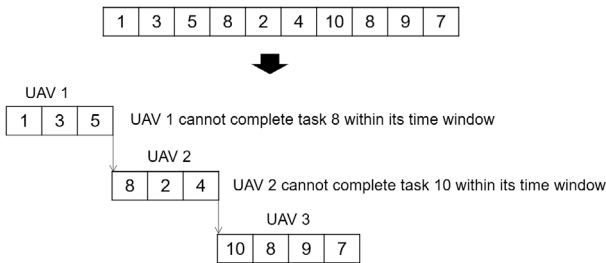 1 3 5 8 2 4 10 8 9 7
UAV 1
1 3 5 UAV 1 cannot complete task 8 within its time window
UAV 2
8 2 4 UAV 2 cannot complete task 10 within its time window
UAV 3
10 8 9 7